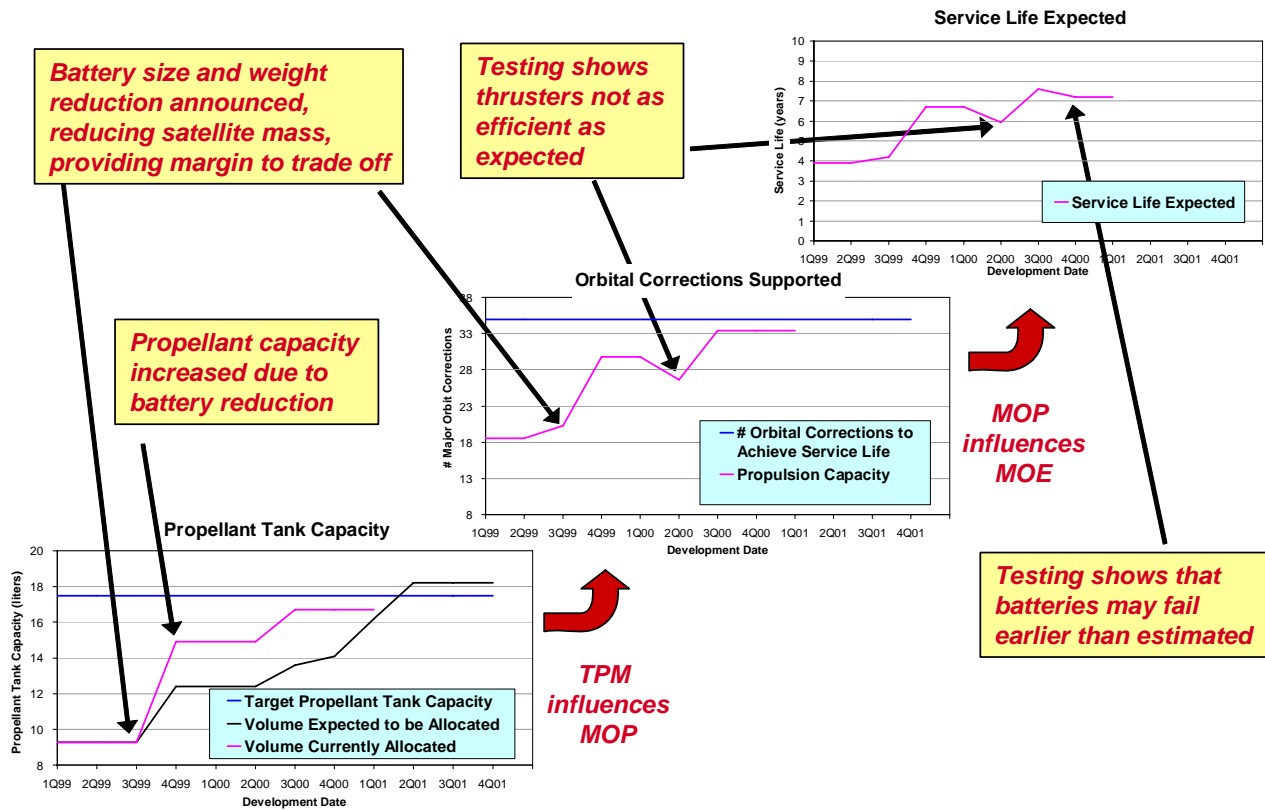 Battery size and weight
reduction announced,
reducing satellite mass,
providing margin to trade off
Testing shows
thrusters not as
efficient as
expected
Service Life Expected
Service Life (years)
10
9
8
7
6
5
4
3
2
1
0
Service Life Expected
1Q99 2Q99 3Q99 4Q99 1Q00 2Q00 3Q00 4Q00 1Q01 2Q01 3Q01 4Q01
Development Date
Propellant capacity
increased due to
battery reduction
Orbital Corrections Supported
# Major Orbit Corrections
38
33
28
23
18
13
8
# Orbital Corrections to
Achieve Service Life
Propulsion Capacity
1Q99 2Q99 3Q99 4Q99 1Q00 2Q00 3Q00 4Q00 1Q01 2Q01 3Q01 4Q01
Development Date
MOP
influences
MOE
Propellant Tank Capacity
Propellant Tank Capacity (liters)
20
18
16
14
12
10
8
Target Propellant Tank Capacity
Volume Expected to be Allocated
Volume Currently Allocated
1Q99 2Q99 3Q99 4Q99 1Q00 2Q00 3Q00 4Q00 1Q01 2Q01 3Q01 4Q01
Development Date
TPM
influences
MOP
Testing shows that
batteries may fail
earlier than estimated